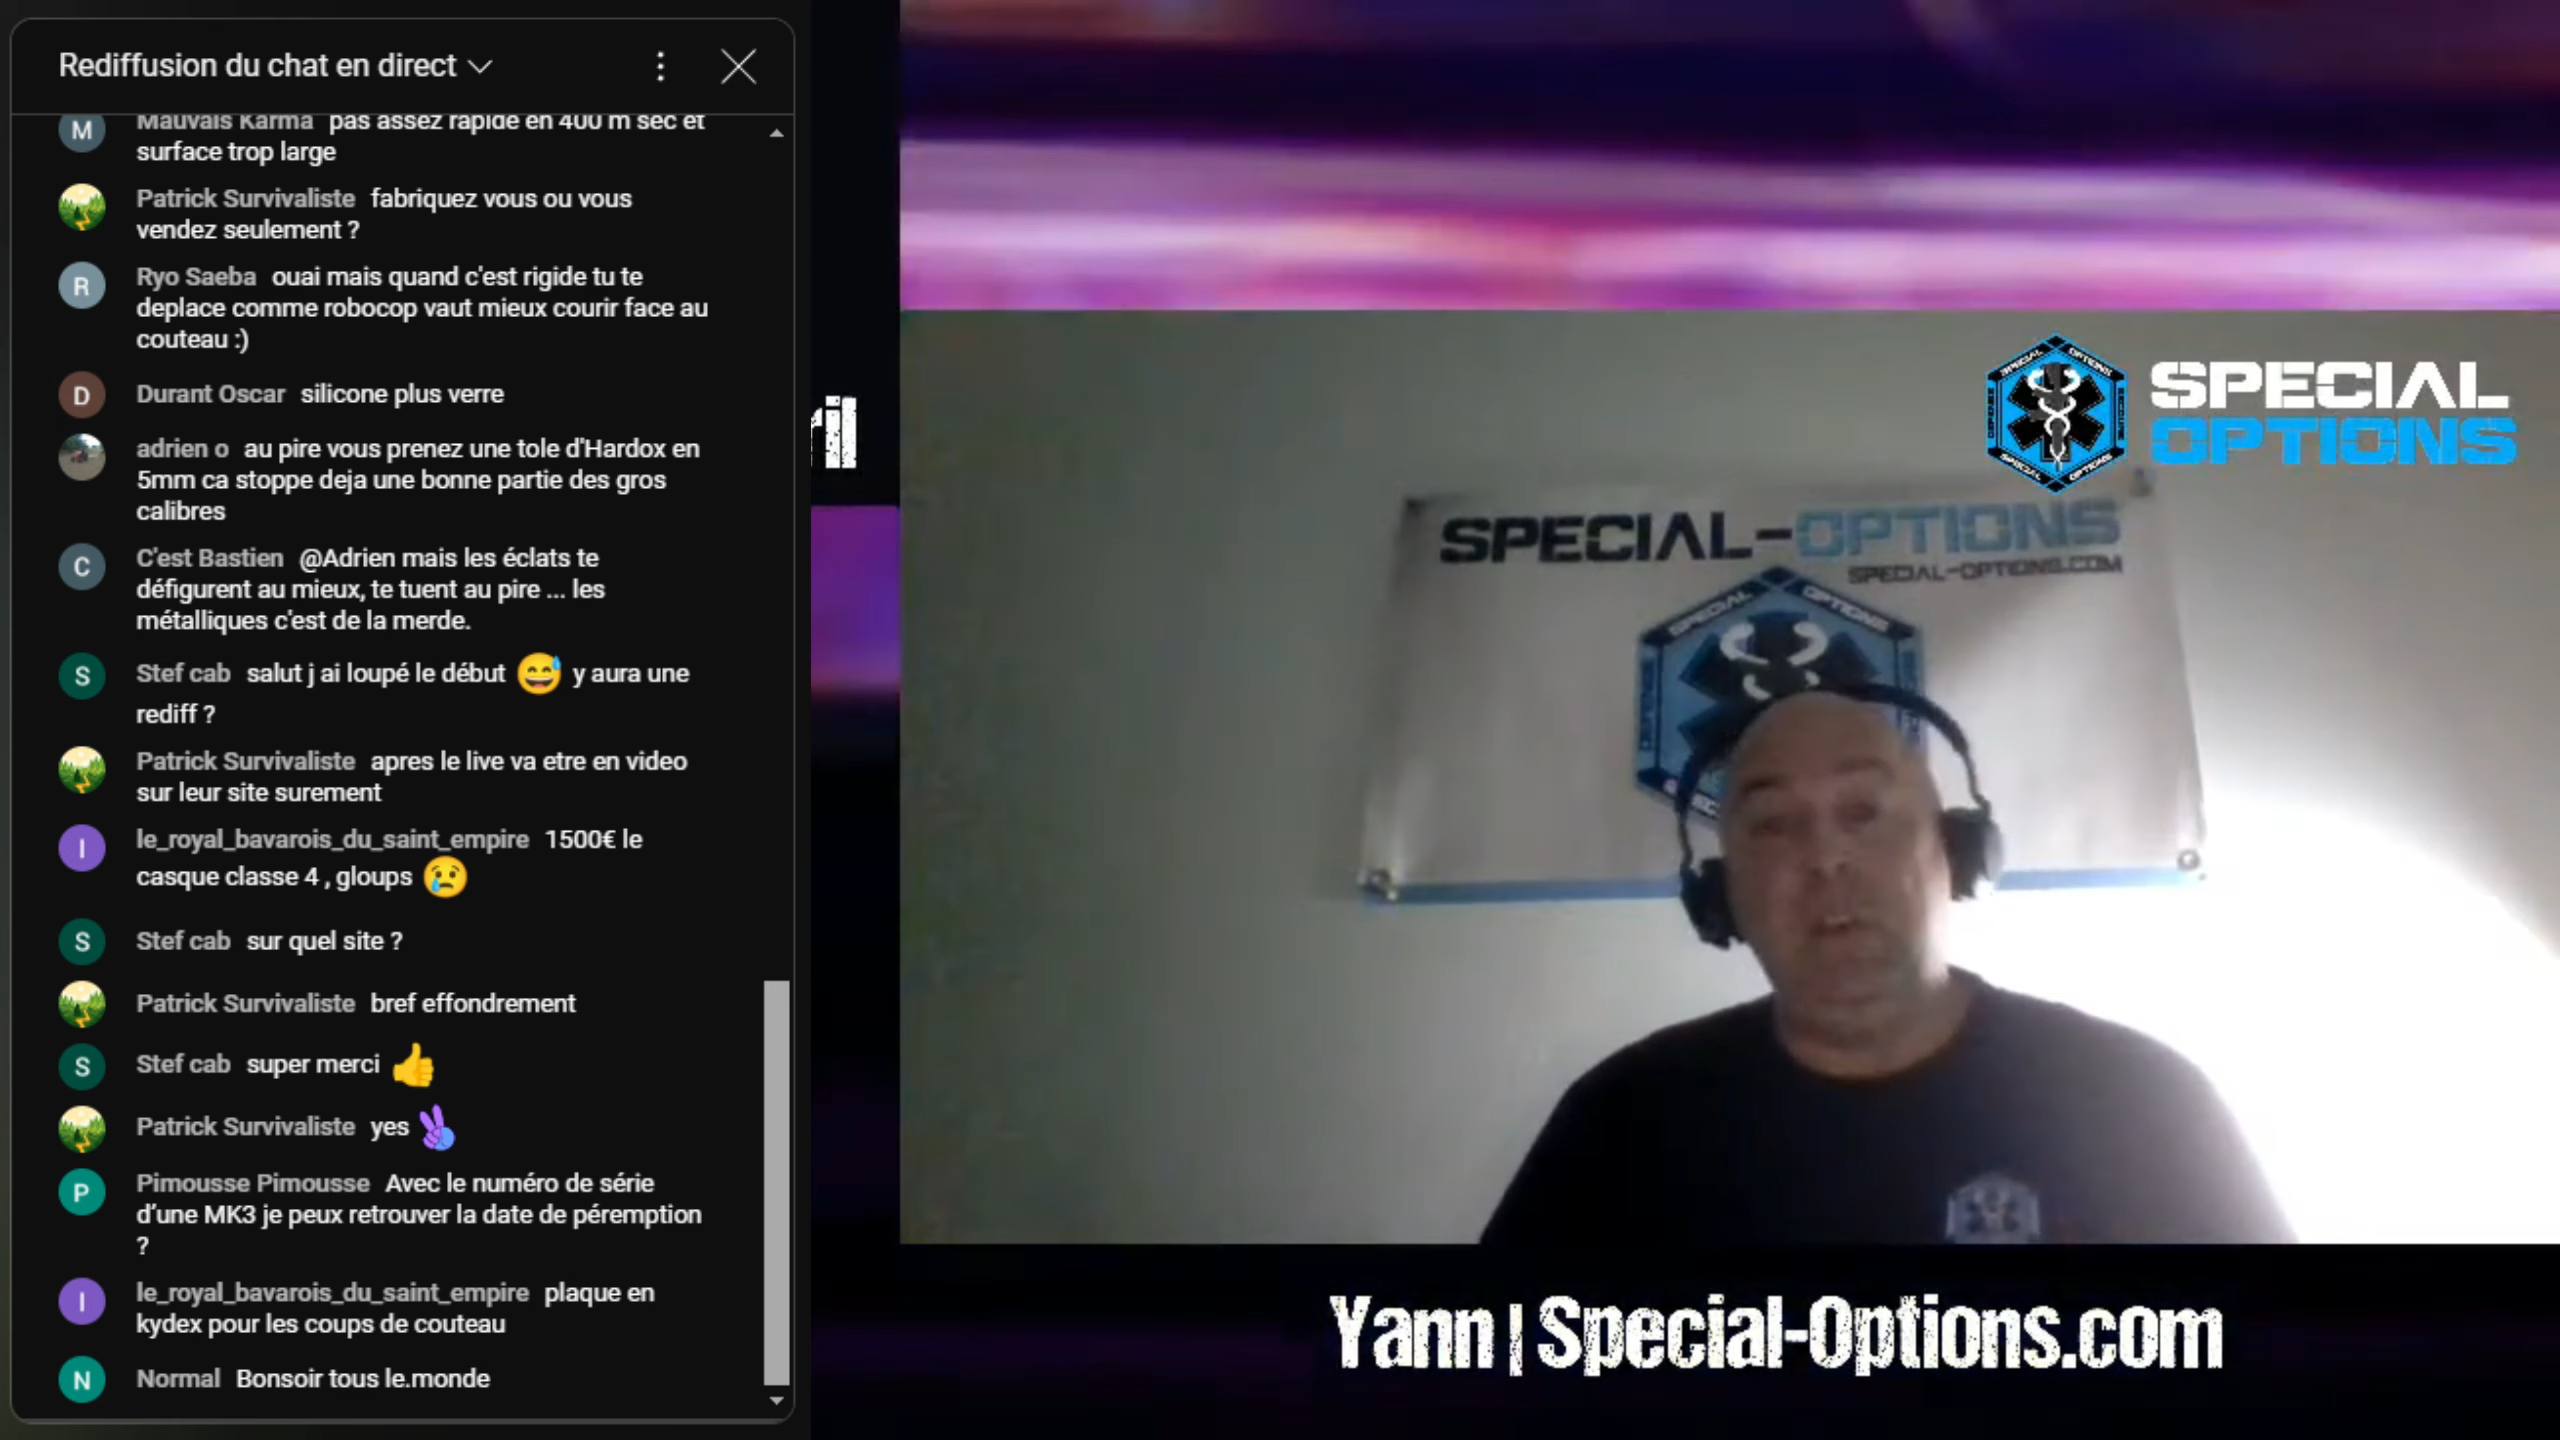 Rediffusion du chat en direct
M
Mauvais Karma pas assez rapide en 400 m sec et
surface trop large
Patrick Survivaliste fabriquez vous ou vous
vendez seulement ?
R
Ryo Saeba ouai mais quand c'est rigide tu te
deplace comme robocop vaut mieux courir face au
couteau :)
D
Durant Oscar silicone plus verre
adrien o au pire vous prenez une tole d'Hardox en
5mm ca stoppe deja une bonne partie des gros
calibres
C
C'est Bastien @Adrien mais les éclats te
défigurent au mieux, te tuent au pire ... les
métalliques c'est de la merde.
S
Stef cab salut j ai loupé le début 😅 y aura une
rediff ?
Patrick Survivaliste apres le live va etre en video
sur leur site surement
l
le_royal_bavarois_du_saint_empire 1500€ le
casque classe 4 , gloups 😢
S
Stef cab sur quel site ?
Patrick Survivaliste bref effondrement
S
Stef cab super merci 👍
Patrick Survivaliste yes
P
Pimousse Pimousse Avec le numéro de série
d'une MK3 je peux retrouver la date de péremption
?
l
le_royal_bavarois_du_saint_empire plaque en
kydex pour les coups de couteau
N
Normal Bonsoir tous le.monde
ril
SPECIAL
OPTIONS
SPECIAL OPTIONS
SPECIAL OPTIONS
SPECIAL-OPTIONS
SPECIAL-OPTIONS.COM
SPECIAL OPTIONS
Yann | Special-Options.com